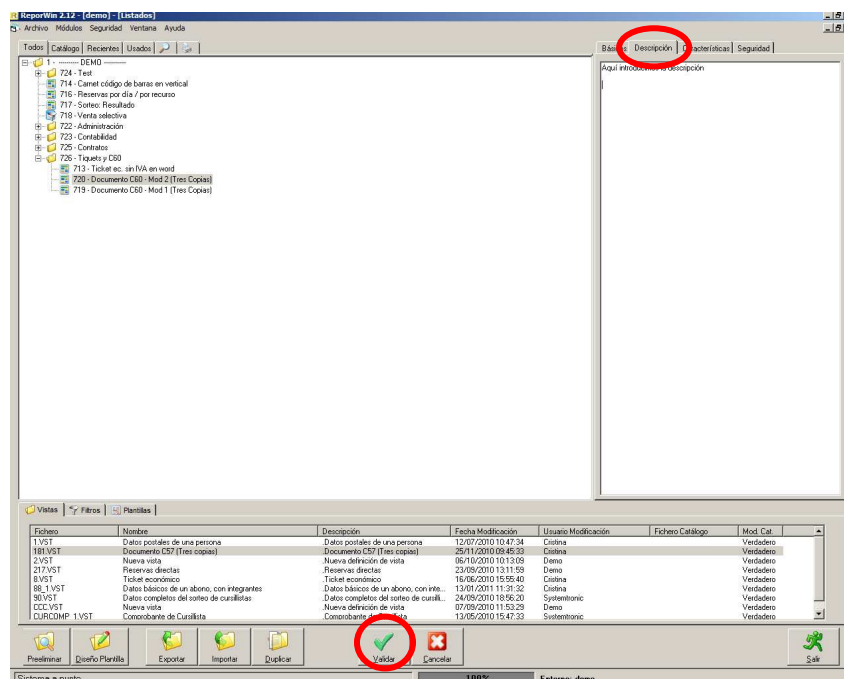 ReporWin 2.12 - [demo] - [Listados]
Archivo Módulos Seguridad Ventana Ayuda
Todos Catálogo Recientes Usados
Descripción Seguridad
1 - --------- DEMO ---------
724 - Test
714 - Carnet código de barras en vertical
716 - Reservas por día / por recurso
717 - Sorteo: Resultado
718 - Venta selectiva
722 - Administración
723 - Contabilidad
725 - Contratos
726 - Tiquets y C60
713 - Ticket ec. sin IVA en word
720 - Documento C60 - Mod 2 (Tres Copias)
719 - Documento C60 - Mod 1 (Tres Copias)
Aquí descripción
Vistas Filtros Plantillas
Fichero Nombre Descripción Fecha Modificación Usuario Modificación Fichero Catálogo Mod. Cat.
1.VST Datos postales de una persona .Datos postales de una persona 12/07/2010 10:47:34 Cristina Verdadero
181.VST Documento C57 (Tres copias) .Documento C57 (Tres copias) 25/11/2010 09:45:33 Cristina Verdadero
2.VST Nueva vista .Nueva definición de vista 06/10/2010 10:13:09 Demo Verdadero
217.VST Reservas directas .Reservas directas 23/09/2010 13:11:59 Demo Verdadero
8.VST Ticket económico .Ticket económico 16/06/2010 15:55:40 Cristina Verdadero
88_1.VST Datos básicos de un abono, con integrantes .Datos básicos de un abono, con inte... 13/01/2011 11:31:32 Cristina Verdadero
90.VST Datos completos del sorteo de cursillistas .Datos completos del sorteo de cursilli... 24/09/2010 18:56:20 Systemtronic Verdadero
CCC.VST Nueva vista .Nueva definición de vista 07/09/2010 11:53:29 Demo Verdadero
CURCOMP_1.VST Comprobante de Cursillista .Comprobante de 13/05/2010 15:47:33 Systemtronic Verdadero
Preeliminar Diseño Plantilla Exportar Importar Duplicar Validar Cancelar Salir
Sistema a punto 100% Entorno: demo